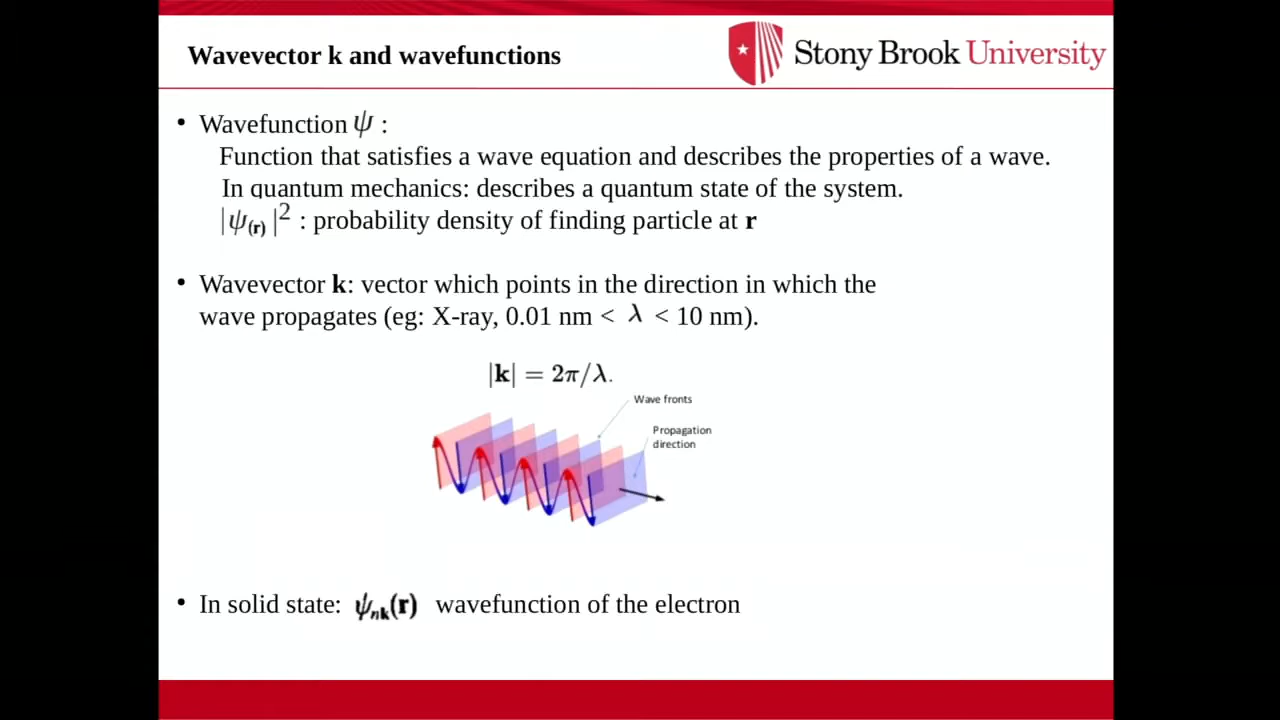 Wavevector k and wavefunctions
Stony Brook University
• Wavefunction ψ :
Function that satisfies a wave equation and describes the properties of a wave.
In quantum mechanics: describes a quantum state of the system.
|ψ(r)|² : probability density of finding particle at r
• Wavevector k: vector which points in the direction in which the
wave propagates (eg: X-ray, 0.01 nm < λ < 10 nm).
|k| = 2π/λ.
Wave fronts
Propagation
direction
• In solid state: ψnk(r) wavefunction of the electron